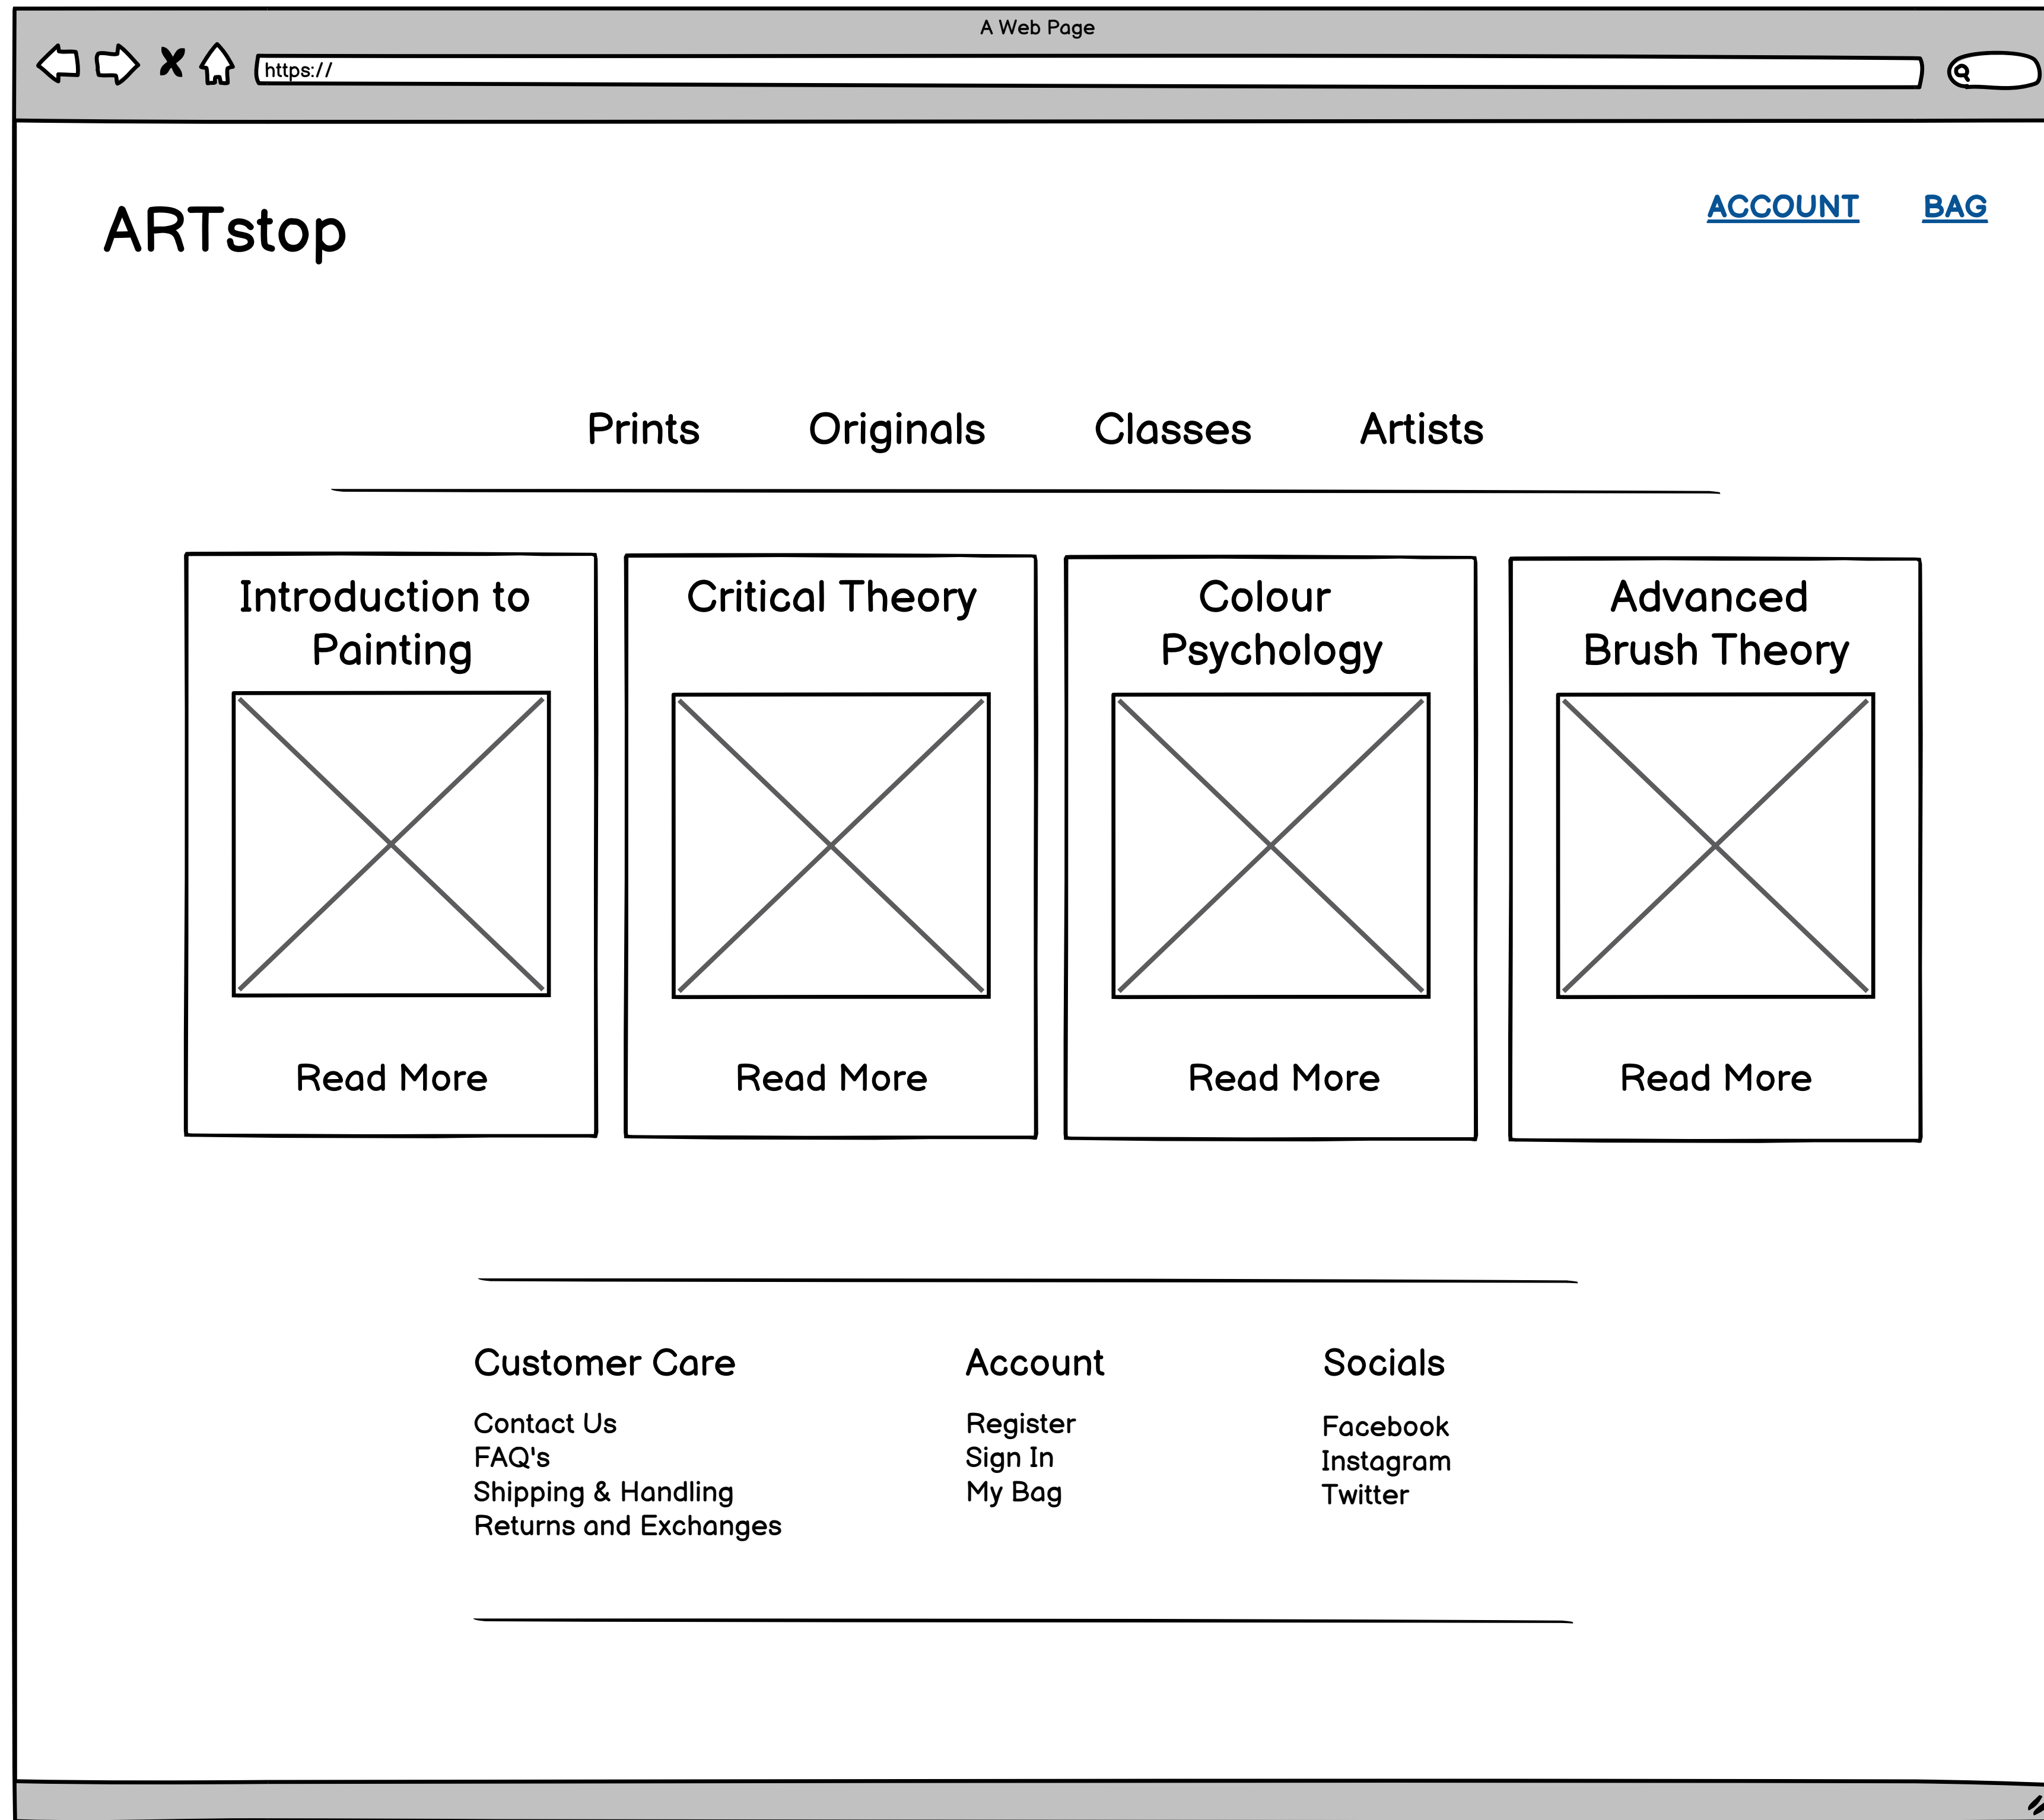 A Web Page
https://
ARTstop
ACCOUNT BAG
Prints Originals Classes Artists
Introduction to
Painting
Read More
Critical Theory
Read More
Colour
Psychology
Read More
Advanced
Brush Theory
Read More
Customer Care
Contact Us
FAQ's
Shipping & Handling
Returns and Exchanges
Account
Register
Sign In
My Bag
Socials
Facebook
Instagram
Twitter